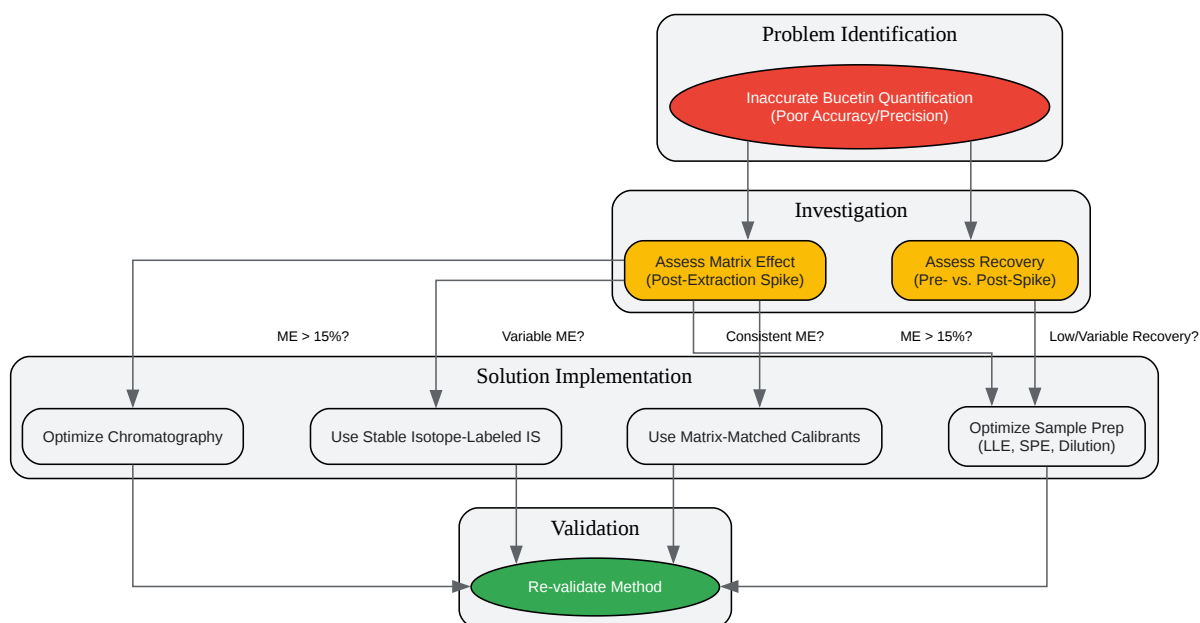 Problem Identification
Inaccurate Bucetin Quantification
(Poor Accuracy/Precision)
Investigation
Assess Matrix Effect
(Post-Extraction Spike)
Assess Recovery
(Pre- vs. Post-Spike)
ME > 15%?
Variable ME?
Consistent ME?
ME > 15%?
Low/Variable Recovery?
Solution Implementation
Optimize Chromatography
Use Stable Isotope-Labeled IS
Use Matrix-Matched Calibrants
Optimize Sample Prep
(LLE, SPE, Dilution)
Validation
Re-validate Method